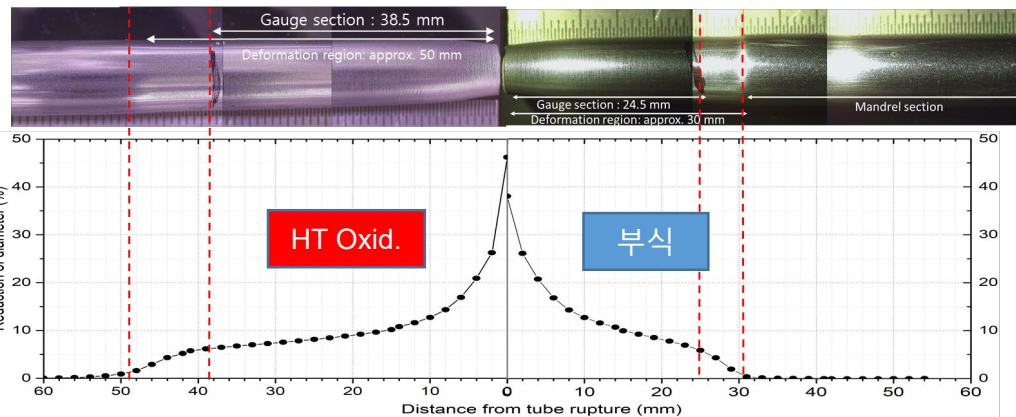 Gauge section : 38.5 mm
Deformation region: approx. 50 mm
Gauge section : 24.5 mm
Deformation region: approx. 30 mm
Mandrel section
50
40
30
20
10
0
HT Oxid.
부식
50
40
30
20
10
0
60 50 40 30 20 10 0 10 20 30 40 50 60
of diameter (%)
Distance from tube rupture (mm)